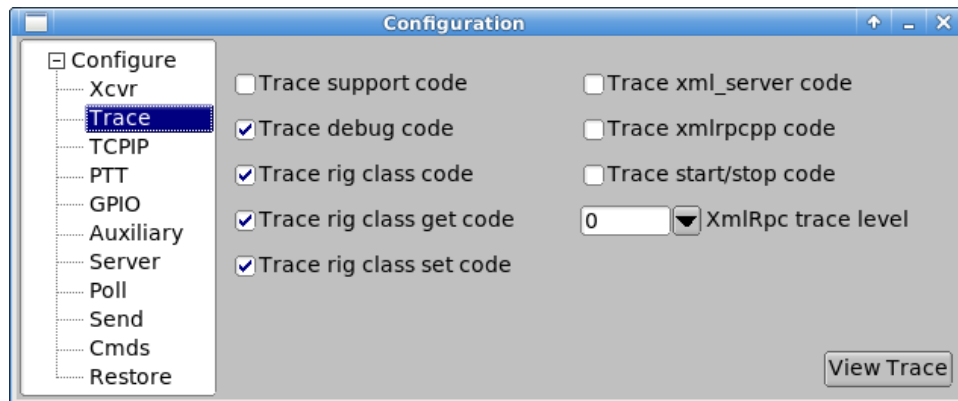 Configuration
Configure
Xcvr
Trace
TCPIP
PTT
GPIO
Auxiliary
Server
Poll
Send
Cmds
Restore
Trace support code
Trace debug code
Trace rig class code
Trace rig class get code
Trace rig class set code
Trace xml_server code
Trace xmlrpcpp code
Trace start/stop code
0 XmlRpc trace level
View Trace